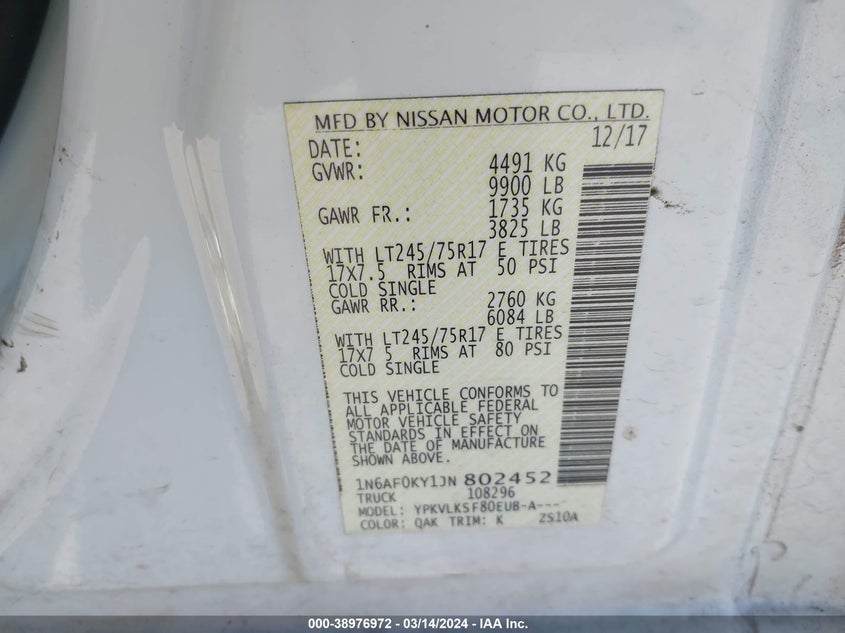 MFD BY NISSAN MOTOR CO., LTD.
DATE: 12/17
GVWR: 4491 KG
9900 LB
GAWR FR.: 1735 KG
3825 LB
WITH LT245/75R17 E TIRES
17X7.5 RIMS AT 50 PSI
COLD SINGLE
GAWR RR.: 2760 KG
6084 LB
WITH LT245/75R17 E TIRES
17X7 5 RIMS AT 80 PSI
COLD SINGLE
THIS VEHICLE CONFORMS TO
ALL APPLICABLE FEDERAL
MOTOR VEHICLE SAFETY
STANDARDS IN EFFECT ON
THE DATE OF MANUFACTURE
SHOWN ABOVE.
1N6AF0KY1JN 802452
TRUCK 108296
MODEL: YPKVLKSF80EUB-A---
COLOR: QAK TRIM: K ZS10A
000-38976972 - 03/14/2024 - IAA Inc.